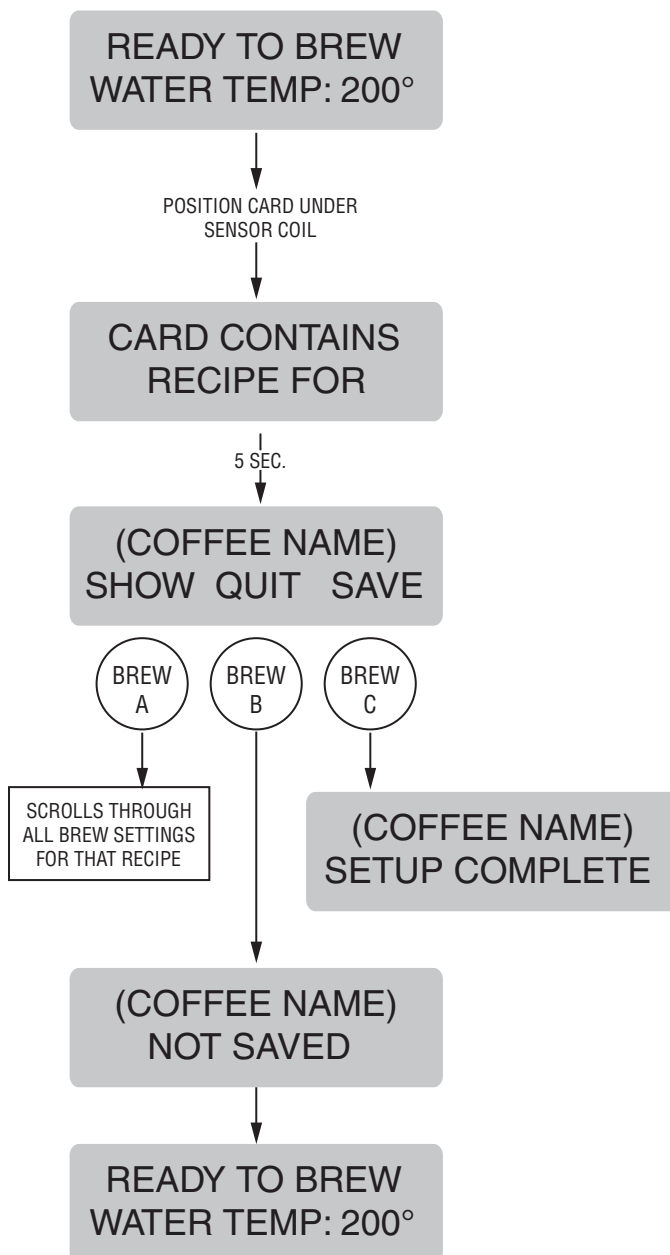 READY TO BREW
WATER TEMP: 200°
POSITION CARD UNDER
SENSOR COIL
CARD CONTAINS
RECIPE FOR
5 SEC.
(COFFEE NAME)
SHOW QUIT SAVE
BREW
A
BREW
B
BREW
C
SCROLLS THROUGH
ALL BREW SETTINGS
FOR THAT RECIPE
(COFFEE NAME)
SETUP COMPLETE
(COFFEE NAME)
NOT SAVED
READY TO BREW
WATER TEMP: 200°